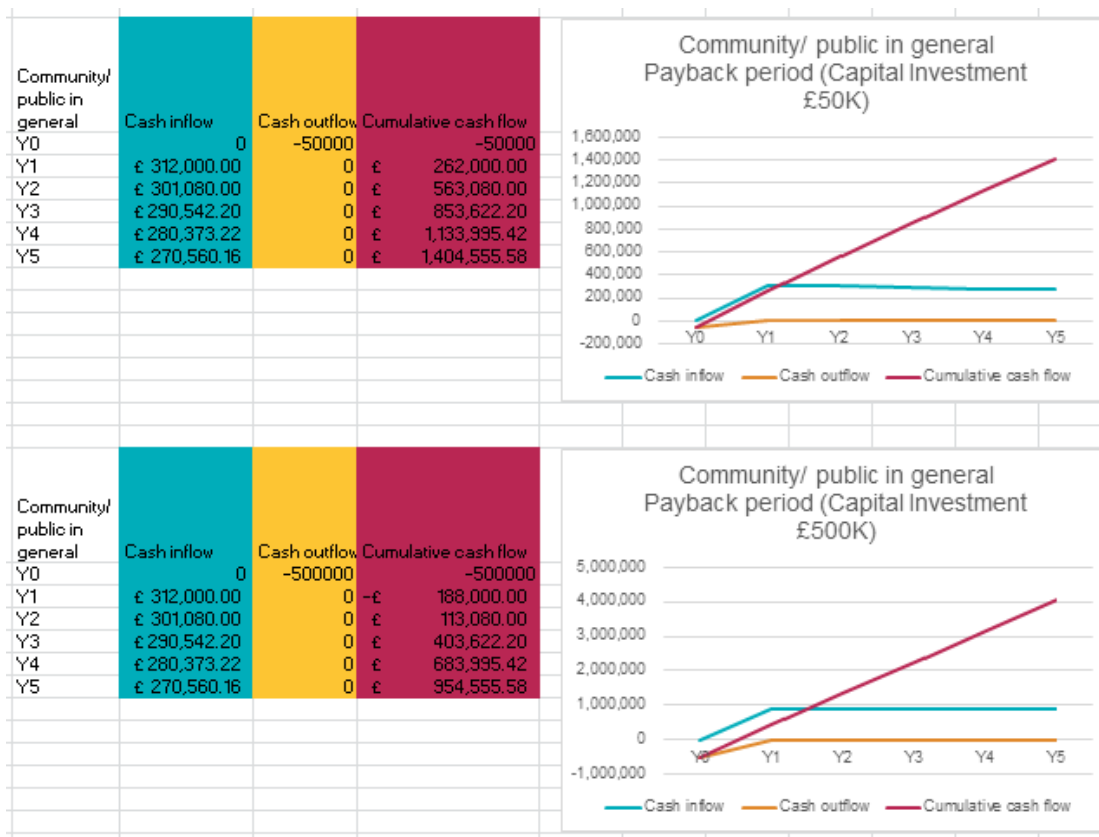 Community/
public in
general Cash inflow Cash outflow Cumulative cash flow
Y0 0 -50000 -50000
Y1 £ 312,000.00 0 £ 262,000.00
Y2 £ 301,080.00 0 £ 563,080.00
Y3 £ 290,542.20 0 £ 853,622.20
Y4 £ 280,373.22 0 £ 1,133,995.42
Y5 £ 270,560.16 0 £ 1,404,555.58
Community/ public in general
Payback period (Capital Investment
£50K)
1,600,000
1,400,000
1,200,000
1,000,000
800,000
600,000
400,000
200,000
0
-200,000
Y0 Y1 Y2 Y3 Y4 Y5
Cash inflow Cash outflow Cumulative cash flow
Community/
public in
general Cash inflow Cash outflow Cumulative cash flow
Y0 0 -500000 -500000
Y1 £ 312,000.00 0 -£ 188,000.00
Y2 £ 301,080.00 0 £ 113,080.00
Y3 £ 290,542.20 0 £ 403,622.20
Y4 £ 280,373.22 0 £ 683,995.42
Y5 £ 270,560.16 0 £ 954,555.58
Community/ public in general
Payback period (Capital Investment
£500K)
5,000,000
4,000,000
3,000,000
2,000,000
1,000,000
0
-1,000,000
Y0 Y1 Y2 Y3 Y4 Y5
Cash inflow Cash outflow Cumulative cash flow